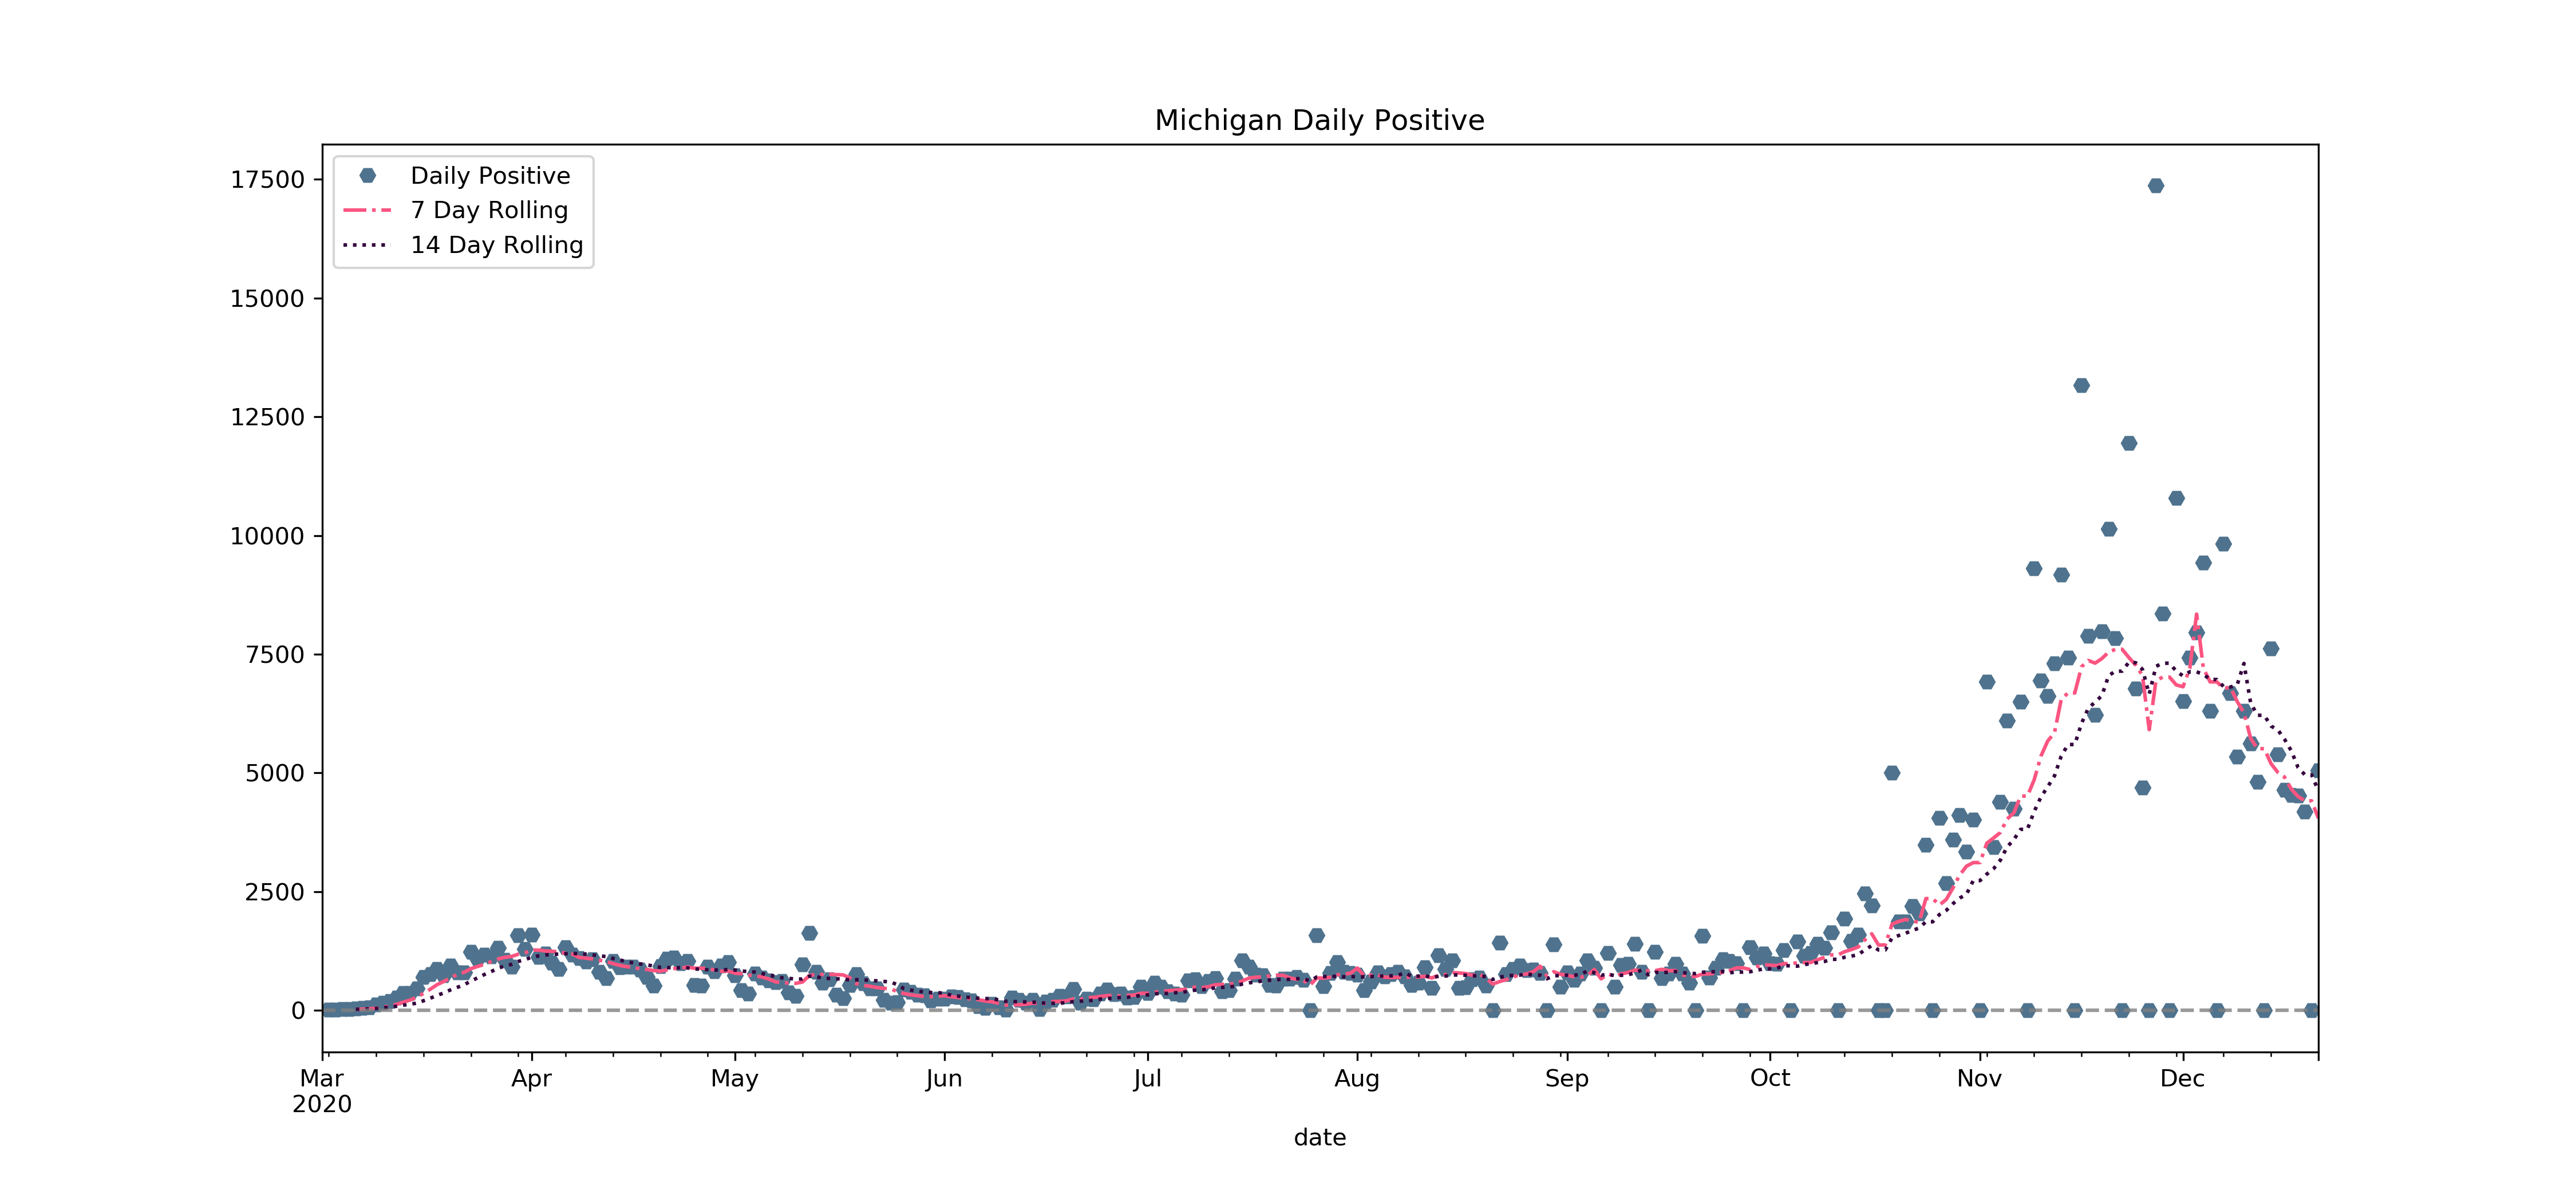 Michigan Daily Positive
Daily Positive
7 Day Rolling
14 Day Rolling
17500
15000
12500
10000
7500
5000
2500
0
Mar Apr May Jun Jul Aug Sep Oct Nov Dec
2020
date